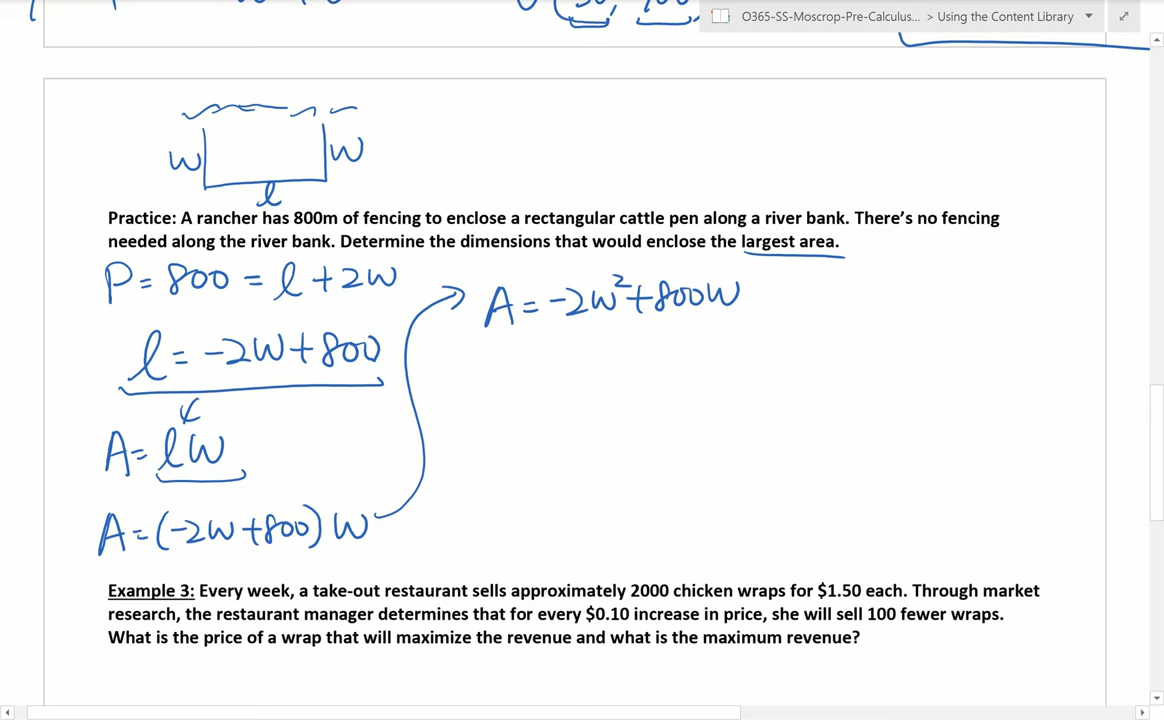 O365-SS-Moscrop-Pre-Calculus... > Using the Content Library
W W
l
Practice: A rancher has 800m of fencing to enclose a rectangular cattle pen along a river bank. There's no fencing
needed along the river bank. Determine the dimensions that would enclose the largest area.
P = 800 = l + 2W
l = -2W + 800
A = lW
A = (-2W + 800) W
A = -2W² + 800W
Example 3: Every week, a take-out restaurant sells approximately 2000 chicken wraps for $1.50 each. Through market
research, the restaurant manager determines that for every $0.10 increase in price, she will sell 100 fewer wraps.
What is the price of a wrap that will maximize the revenue and what is the maximum revenue?